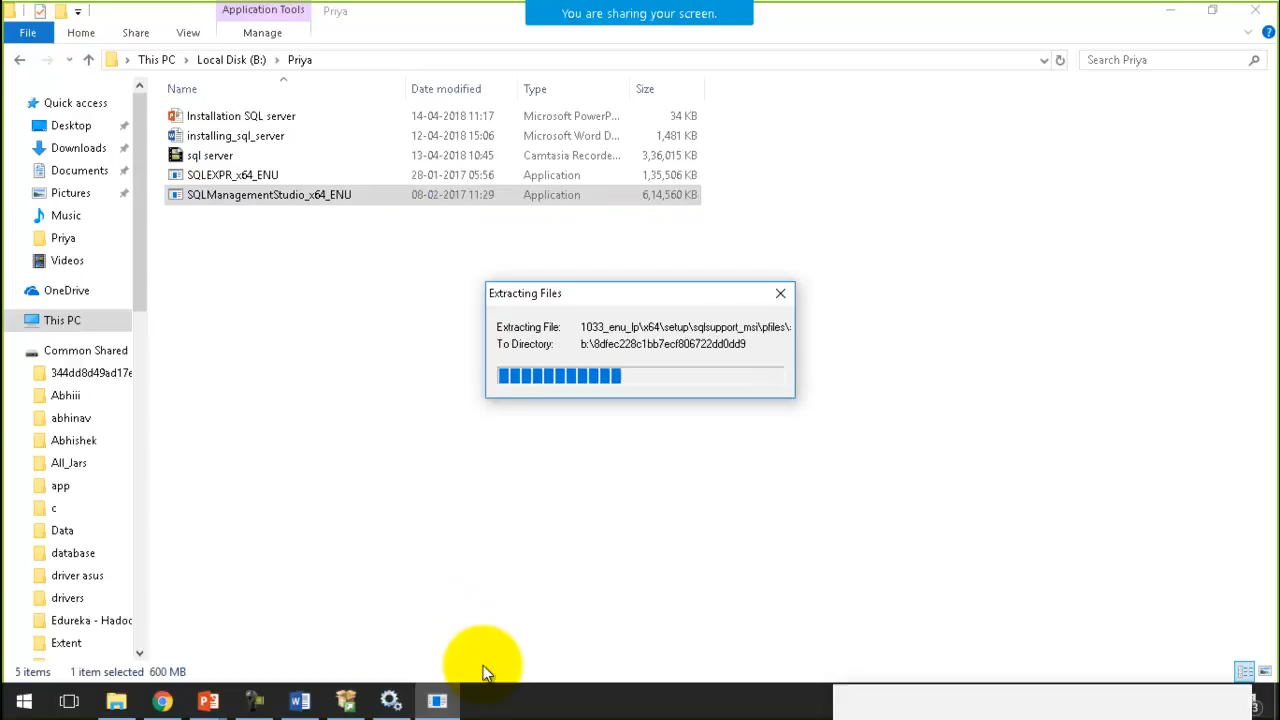 Application Tools
Priya
You are sharing your screen.
File
Home
Share
View
Manage
This PC
Local Disk (B:)
Priya
Search Priya
Name
Date modified
Type
Size
Installation SQL server
14-04-2018 11:17
Microsoft PowerP...
34 KB
installing_sql_server
12-04-2018 15:06
Microsoft Word D...
1,481 KB
sql server
13-04-2018 10:45
Camtasia Recorde...
3,36,015 KB
SQLEXPR_x64_ENU
28-01-2017 05:56
Application
1,35,506 KB
SQLManagementStudio_x64_ENU
08-02-2017 11:29
Application
6,14,560 KB
Quick access
Desktop
Downloads
Documents
Pictures
Music
Priya
Videos
OneDrive
This PC
Common Shared
344dd8d49ad17e
Abhiii
abhinav
Abhishek
All_Jars
app
c
Data
database
driver asus
drivers
Edureka - Hadoo
Extent
Extracting Files
Extracting File: 1033_enu_lp\x64\setup\sqlsupport_msi\pfiles\
To Directory: b:\8dfec228c1bb7ecf806722dd0dd9
5 items
1 item selected 600 MB